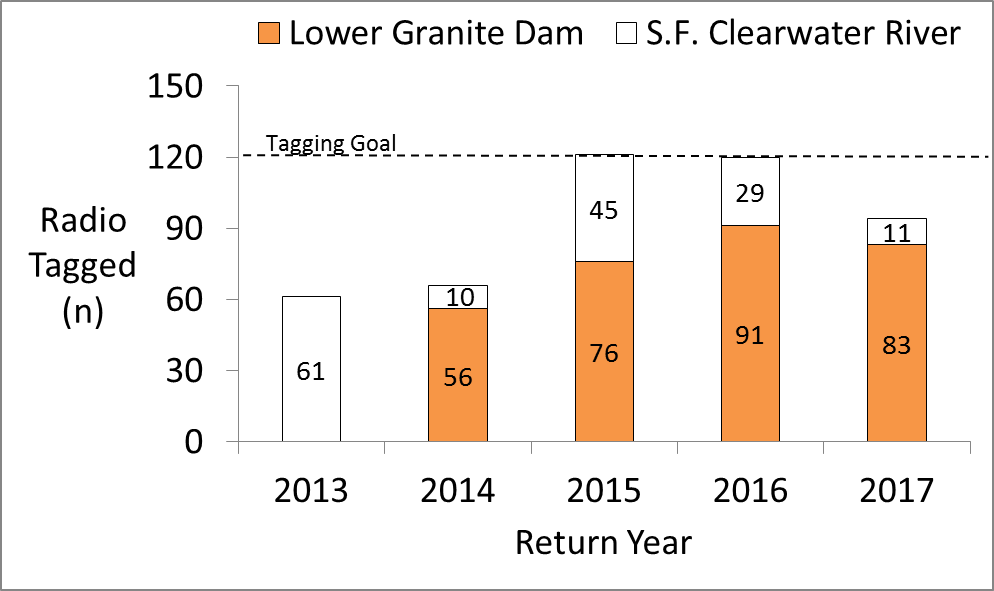 Lower Granite Dam S.F. Clearwater River
150
Tagging Goal
120
90
60
30
0
Radio
Tagged
(n)
61
10
56
45
76
29
91
11
83
2013 2014 2015 2016 2017
Return Year